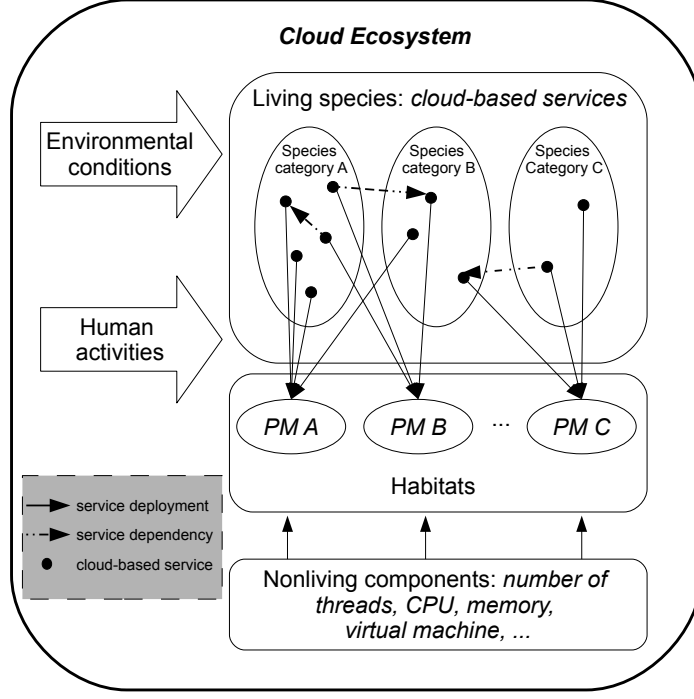 Cloud Ecosystem
Living species: cloud-based services
Environmental
conditions
Species
category A
Species
category B
Species
Category C
Human
activities
PM A
PM B
...
PM C
Habitats
service deployment
service dependency
cloud-based service
Nonliving components: number of
threads, CPU, memory,
virtual machine, ...